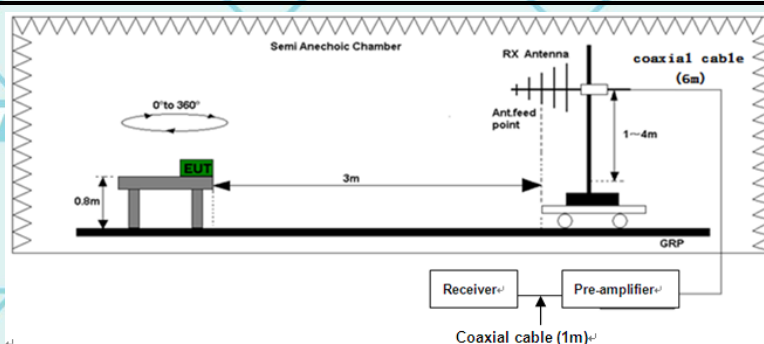 Semi Anechoic Chamber
RX Antenna
coaxial cable
(6m)
0°to 360°
Ant.feed
point
1~4m
EUT
3m
0.8m
GRP
Receiver
Pre-amplifier
Coaxial cable (1m)